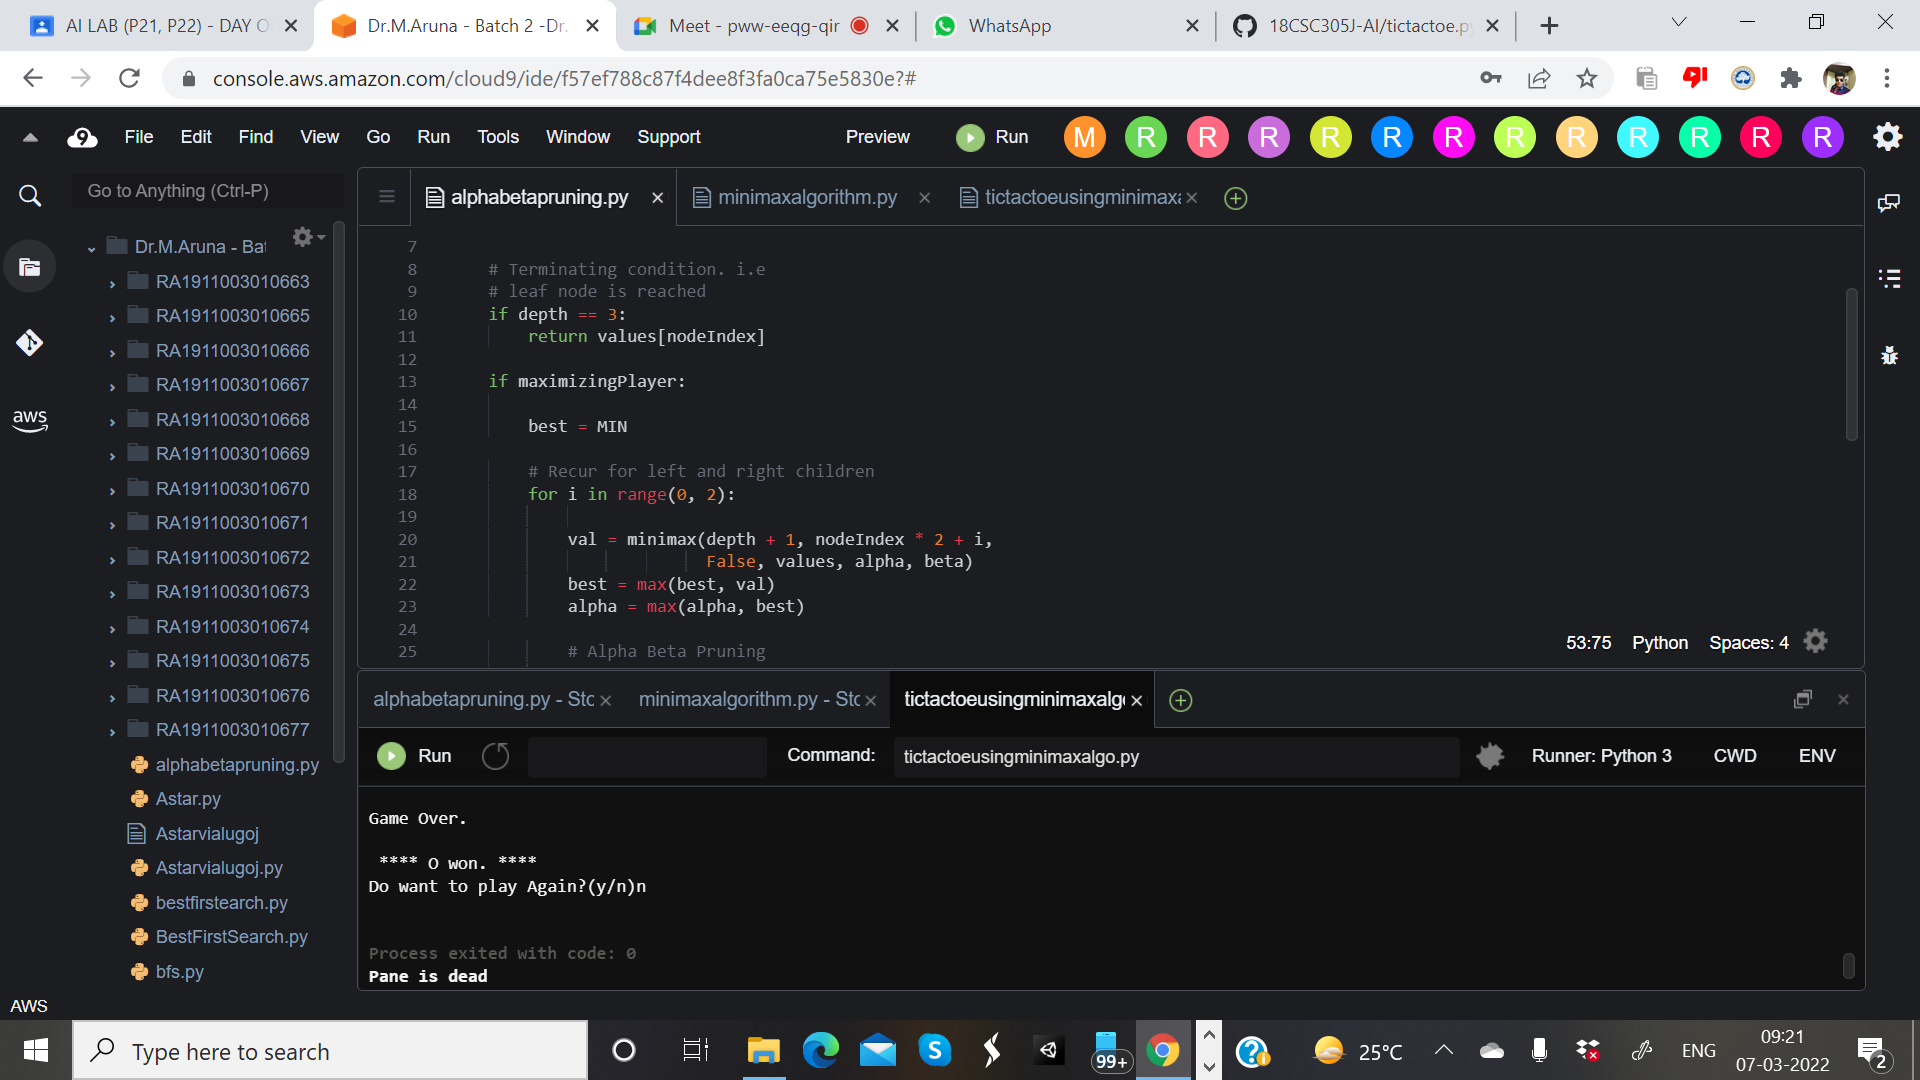 AI LAB (P21, P22) - DAY O
Dr.M.Aruna - Batch 2 -Dr.
Meet - pww-eeqg-qir
WhatsApp
18CSC305J-AI/tictactoe.py
console.aws.amazon.com/cloud9/ide/f57ef788c87f4dee8f3fa0ca75e5830e?#
9 File Edit Find View Go Run Tools Window Support Preview Run M R R R R R R R R R R R R
Go to Anything (Ctrl-P)
alphabetapruning.py
minimaxalgorithm.py
tictactoeusingminimaxa
Dr.M.Aruna - Bat
RA1911003010663
RA1911003010665
RA1911003010666
RA1911003010667
RA1911003010668
RA1911003010669
RA1911003010670
RA1911003010671
RA1911003010672
RA1911003010673
RA1911003010674
RA1911003010675
RA1911003010676
RA1911003010677
alphabetapruning.py
Astar.py
Astarvialugoj
Astarvialugoj.py
bestfirstearch.py
BestFirstSearch.py
bfs.py
aws
AWS
7
8 # Terminating condition. i.e
9 # leaf node is reached
10 if depth == 3:
11 return values[nodeIndex]
12
13 if maximizingPlayer:
14
15 best = MIN
16
17 # Recur for left and right children
18 for i in range(0, 2):
19
20 val = minimax(depth + 1, nodeIndex * 2 + i,
21 False, values, alpha, beta)
22 best = max(best, val)
23 alpha = max(alpha, best)
24
25 # Alpha Beta Pruning
53:75 Python Spaces: 4
alphabetapruning.py - Stc
minimaxalgorithm.py - Stc
tictactoeusingminimaxalgo
Run Command: tictactoeusingminimaxalgo.py Runner: Python 3 CWD ENV
Game Over.
**** O won. ****
Do want to play Again?(y/n)n
Process exited with code: 0
Pane is dead
Type here to search
99+
25°C
ENG
09:21
07-03-2022
2